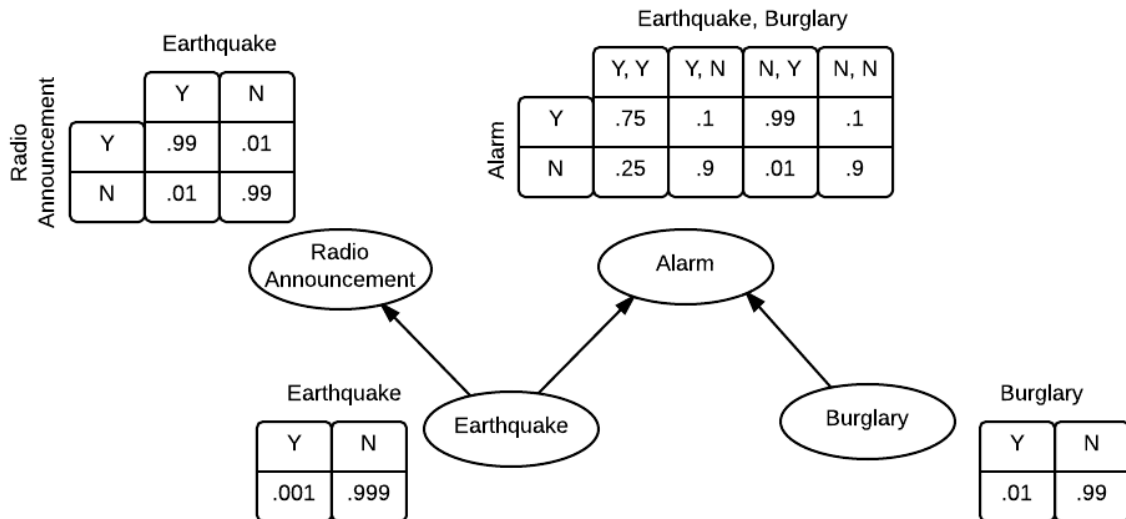 Earthquake
Y N
Radio
Announcement
Y .99 .01
N .01 .99
Earthquake, Burglary
Y, Y Y, N N, Y N, N
Alarm
Y .75 .1 .99 .1
N .25 .9 .01 .9
Radio
Announcement
Alarm
Earthquake
Y N
.001 .999
Earthquake
Burglary
Burglary
Y N
.01 .99